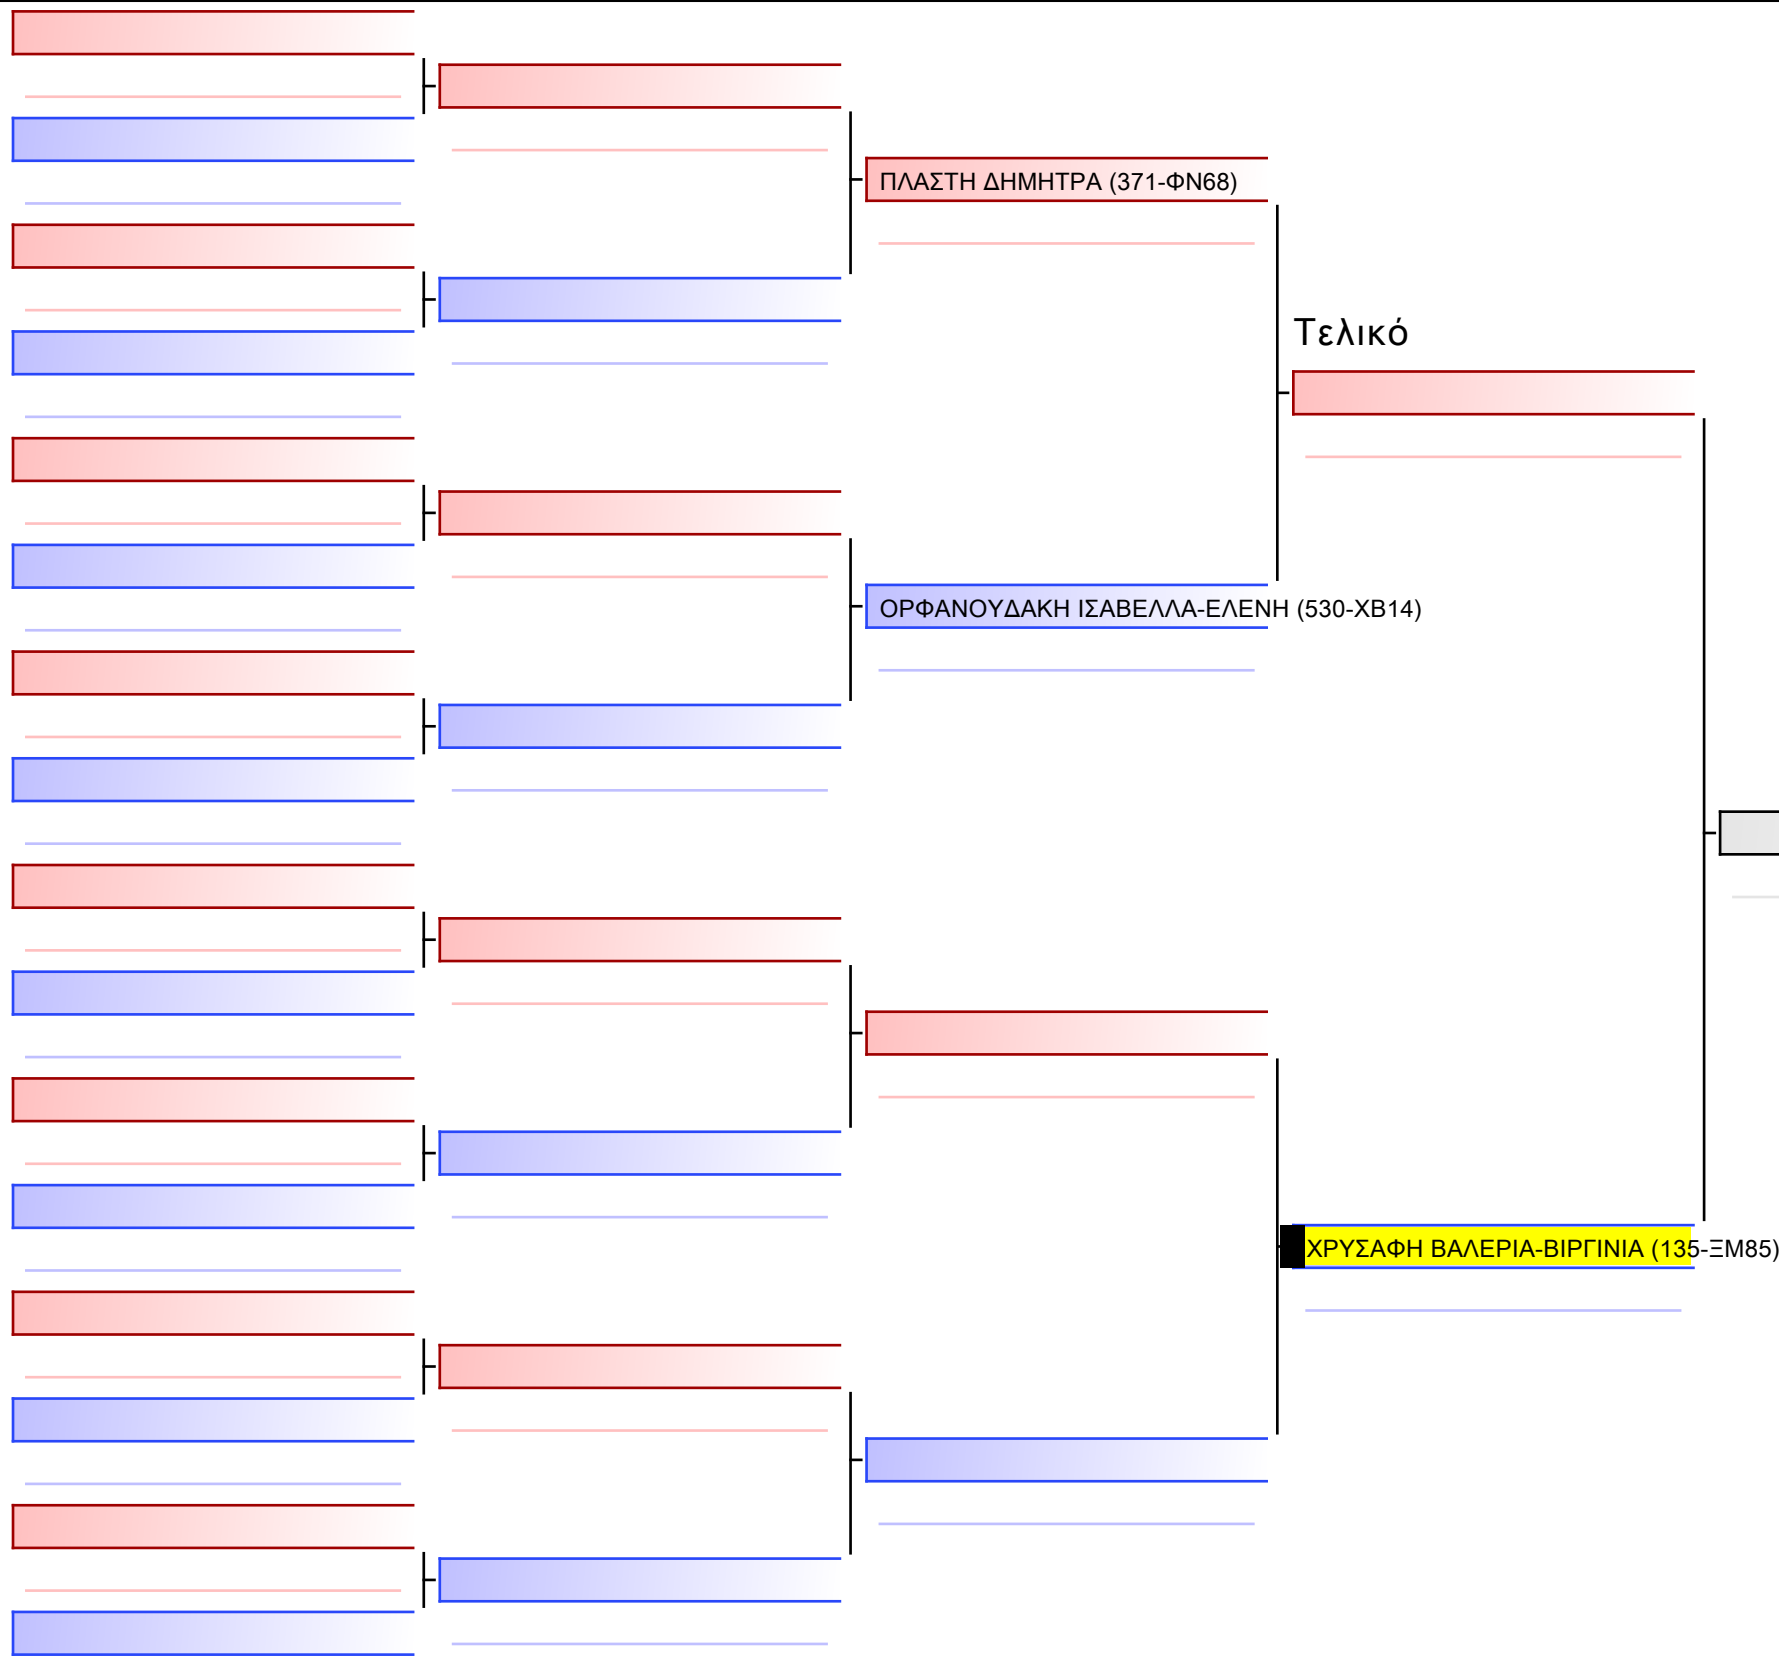 ΠΛΑΣΤΗ ΔΗΜΗΤΡΑ (371-ΦΝ68)
Τελικό
ΟΡΦΑΝΟΥΔΑΚΗ ΙΣΑΒΕΛΛΑ-ΕΛΕΝΗ (530-ΧΒ14)
ΧΡΥΣΑΦΗ ΒΑΛΕΡΙΑ-ΒΙΡΓΙΝΙΑ (135-ΞΜ85)